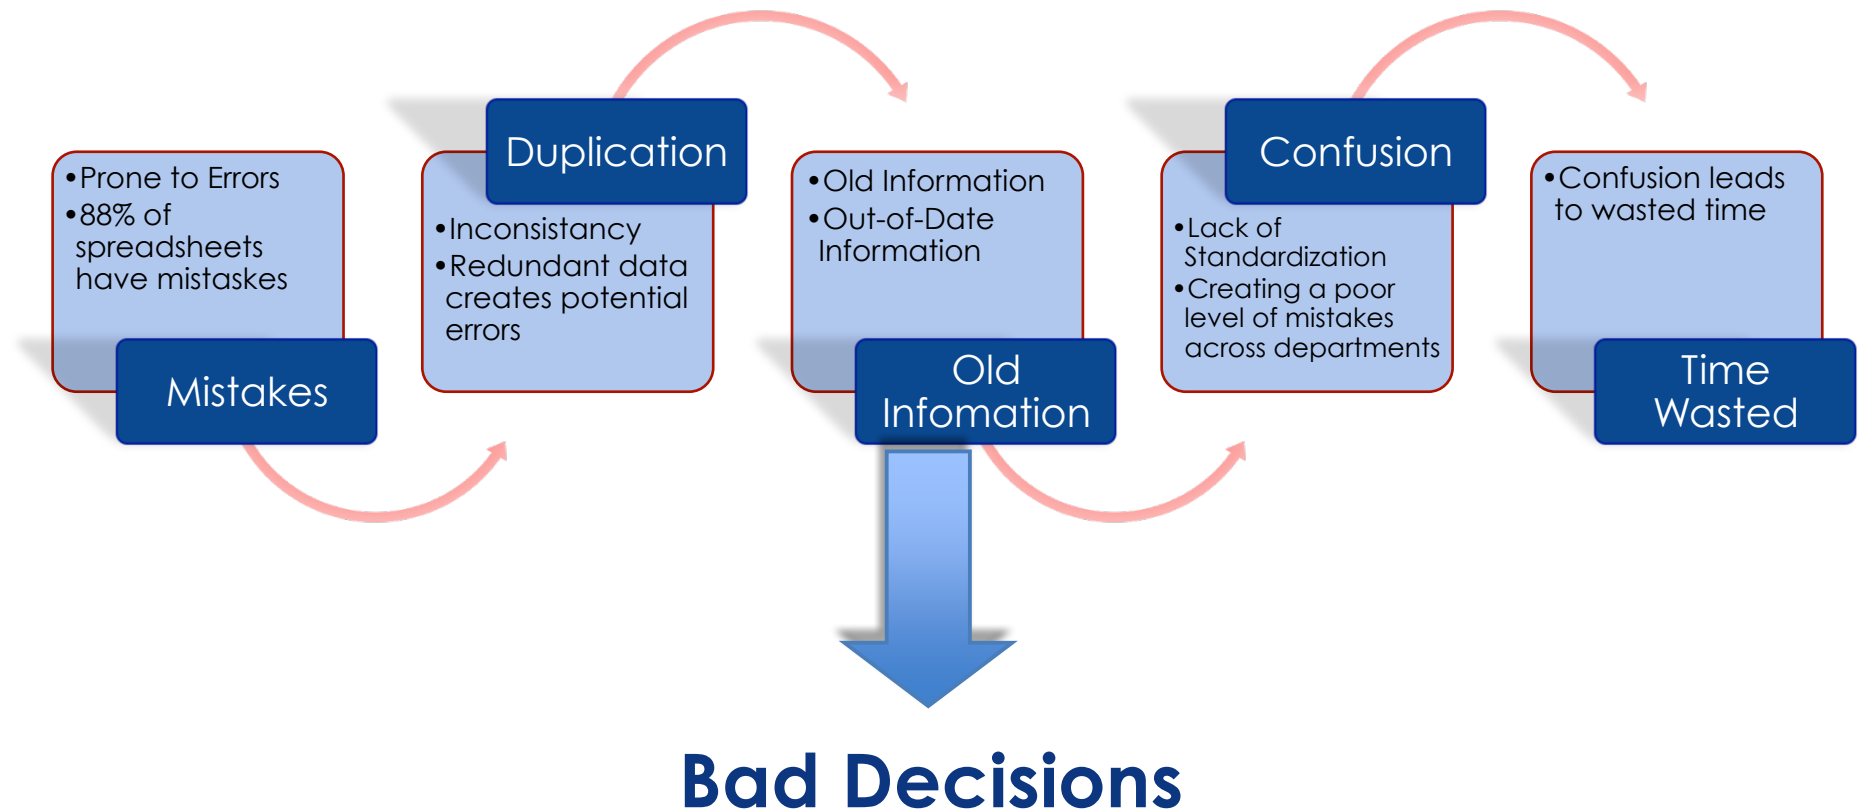 •Prone to Errors
•88% of
spreadsheets
have mistaskes
Mistakes
Duplication
•Inconsistancy
•Redundant data
creates potential
errors
•Old Information
•Out-of-Date
Information
Old
Infomation
Confusion
•Lack of
Standardization
•Creating a poor
level of mistakes
across departments
•Confusion leads
to wasted time
Time
Wasted
Bad Decisions